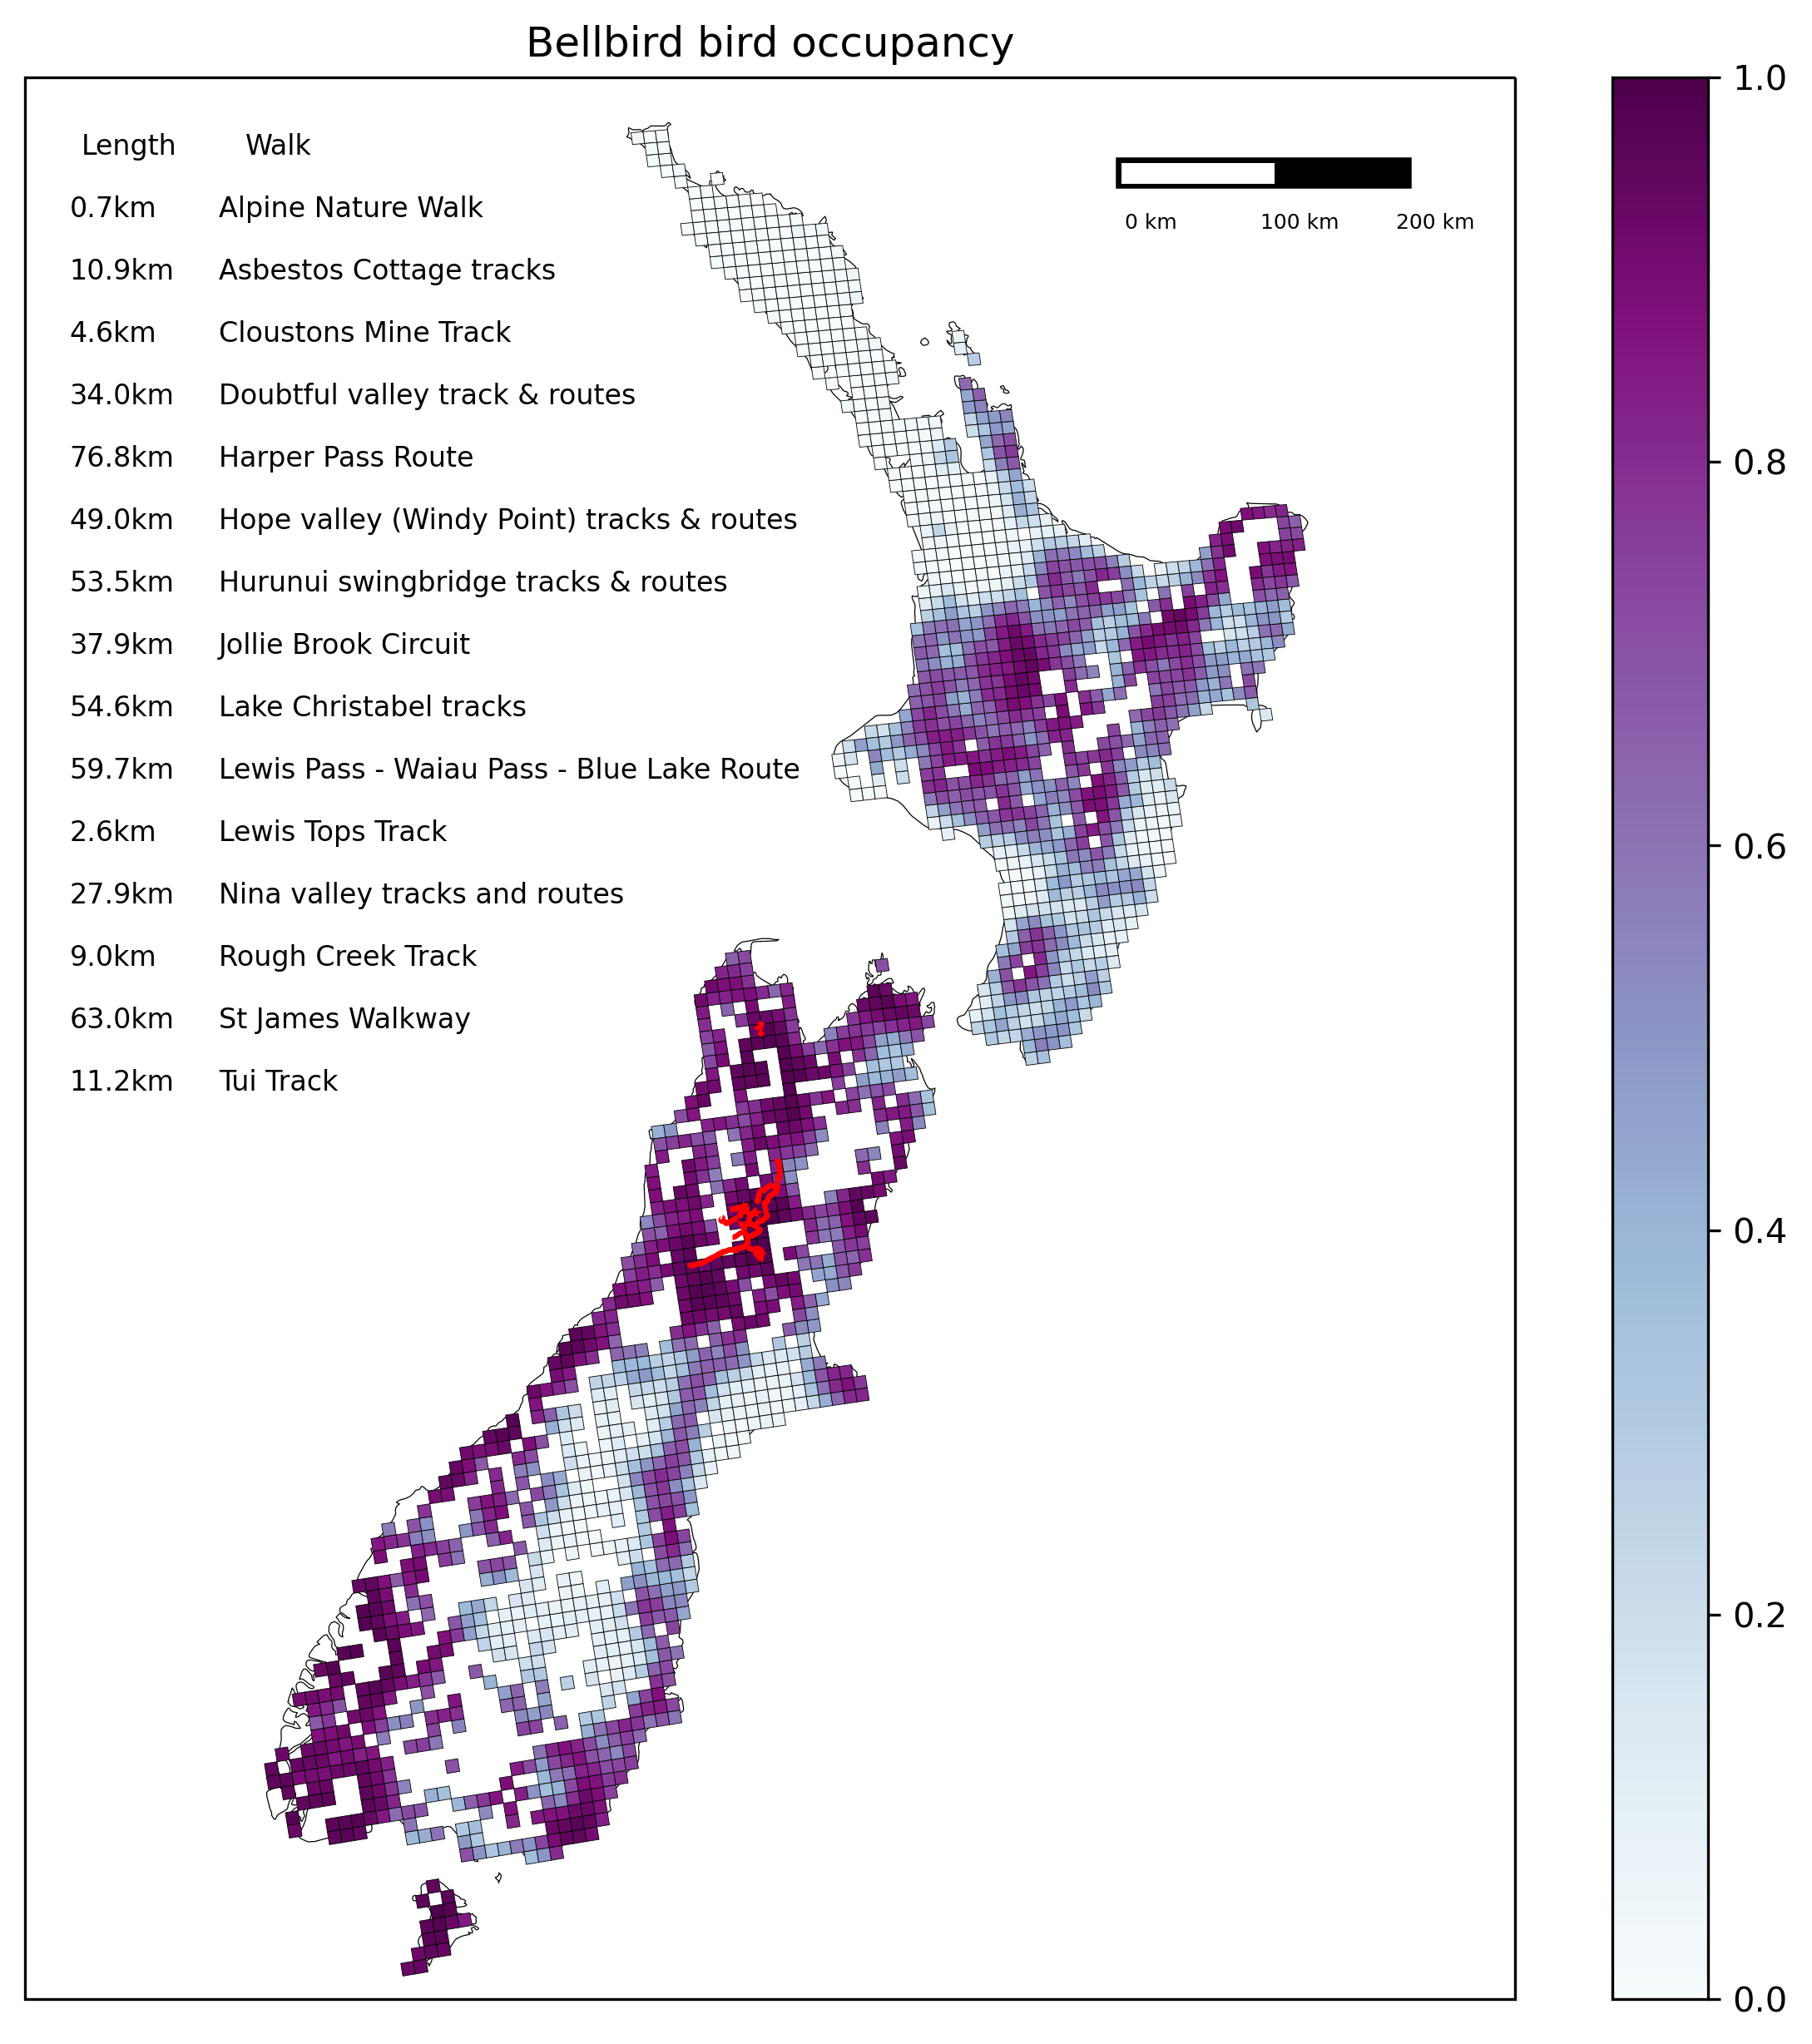 Bellbird bird occupancy
Length Walk
0.7km Alpine Nature Walk
10.9km Asbestos Cottage tracks
4.6km Cloustons Mine Track
34.0km Doubtful valley track & routes
76.8km Harper Pass Route
49.0km Hope valley (Windy Point) tracks & routes
53.5km Hurunui swingbridge tracks & routes
37.9km Jollie Brook Circuit
54.6km Lake Christabel tracks
59.7km Lewis Pass - Waiau Pass - Blue Lake Route
2.6km Lewis Tops Track
27.9km Nina valley tracks and routes
9.0km Rough Creek Track
63.0km St James Walkway
11.2km Tui Track
0 km 100 km 200 km
1.0
0.8
0.6
0.4
0.2
0.0